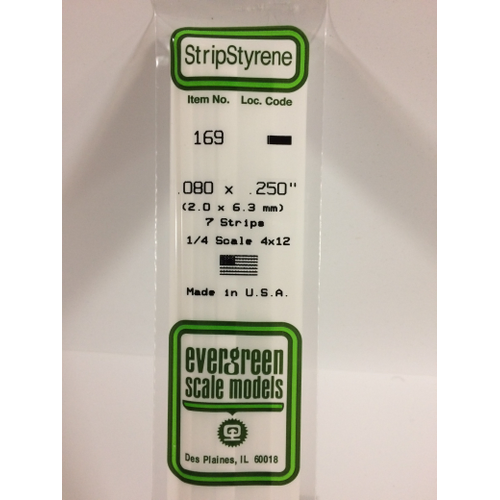 StripStyrene
Item No. Loc. Code
169
.080 x .250"
(2.0 x 6.3 mm)
7 Strips
1/4 Scale 4x12
Made in U.S.A.
evergreen
scale models
Des Plaines, IL 60018